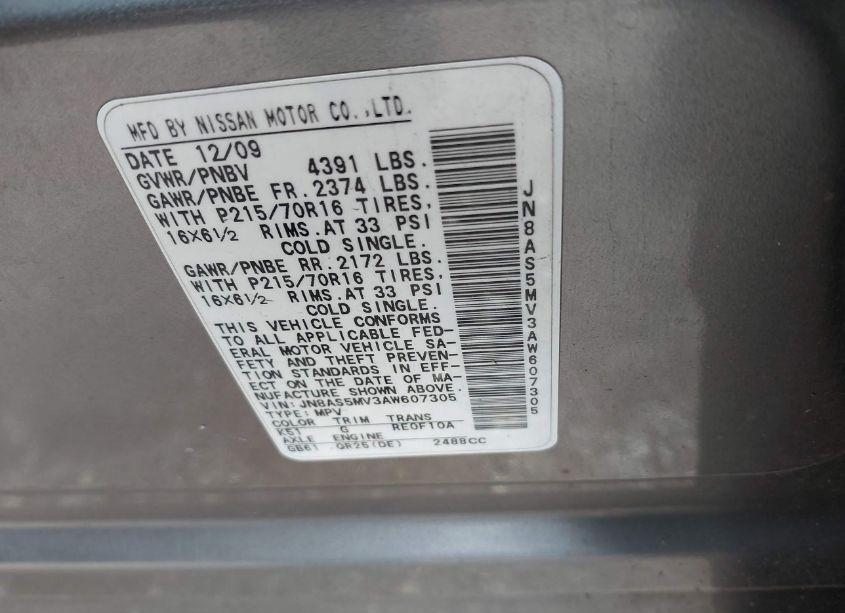 MFD BY NISSAN MOTOR CO.,LTD.
DATE 12/09
GVWR/PNBV 4391 LBS.
GAWR/PNBE FR. 2374 LBS.
WITH P215/70R16 TIRES,
16X6½ RIMS.AT 33 PSI
COLD SINGLE.
GAWR/PNBE RR. 2172 LBS.
WITH P215/70R16 TIRES,
16X6½ RIMS.AT 33 PSI
COLD SINGLE.
THIS VEHICLE CONFORMS
TO ALL APPLICABLE FED-
ERAL MOTOR VEHICLE SA-
FETY AND THEFT PREVEN-
TION STANDARDS IN EFF-
ECT ON THE DATE OF MA-
NUFACTURE SHOWN ABOVE.
VIN: JN8AS5MV3AW607305
TYPE: MPV
COLOR TRIM TRANS
K51 G RE0F10A
AXLE ENGINE
GB61 QR25(DE) 2488CC
JN8AS5MV3AW607305